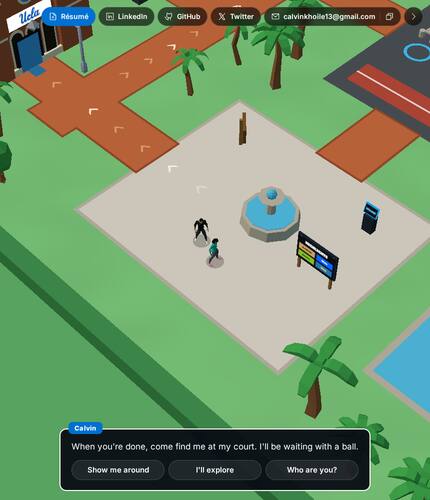 Ucla
Résumé
LinkedIn
GitHub
Twitter
calvinkhoile13@gmail.com
Calvin
When you're done, come find me at my court. I'll be waiting with a ball.
Show me around
I'll explore
Who are you?